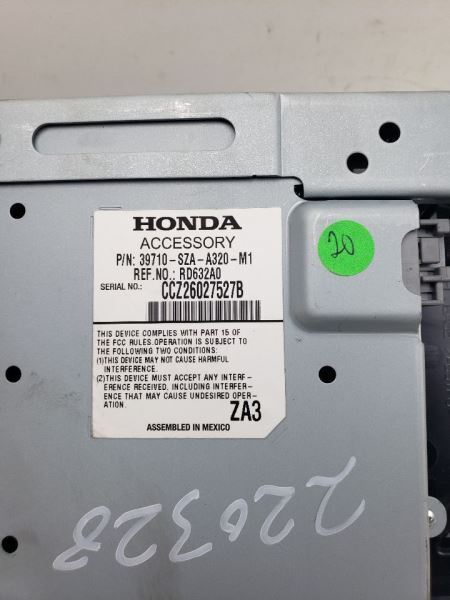 HONDA
ACCESSORY
P/N: 39710-SZA-A320-M1
REF.NO.: RD632A0
SERIAL NO.: CCZ26027527B
THIS DEVICE COMPLIES WITH PART 15 OF
THE FCC RULES.OPERATION IS SUBJECT TO
THE FOLLOWING TWO CONDITIONS:
(1)THIS DEVICE MAY NOT CAUSE HARMFUL
INTERFERENCE.
(2)THIS DEVICE MUST ACCEPT ANY INTERF-
ERENCE RECEIVED, INCLUDING INTERFER-
ENCE THAT MAY CAUSE UNDESIRED OPER-
ATION.
ZA3
ASSEMBLED IN MEXICO
20
220328